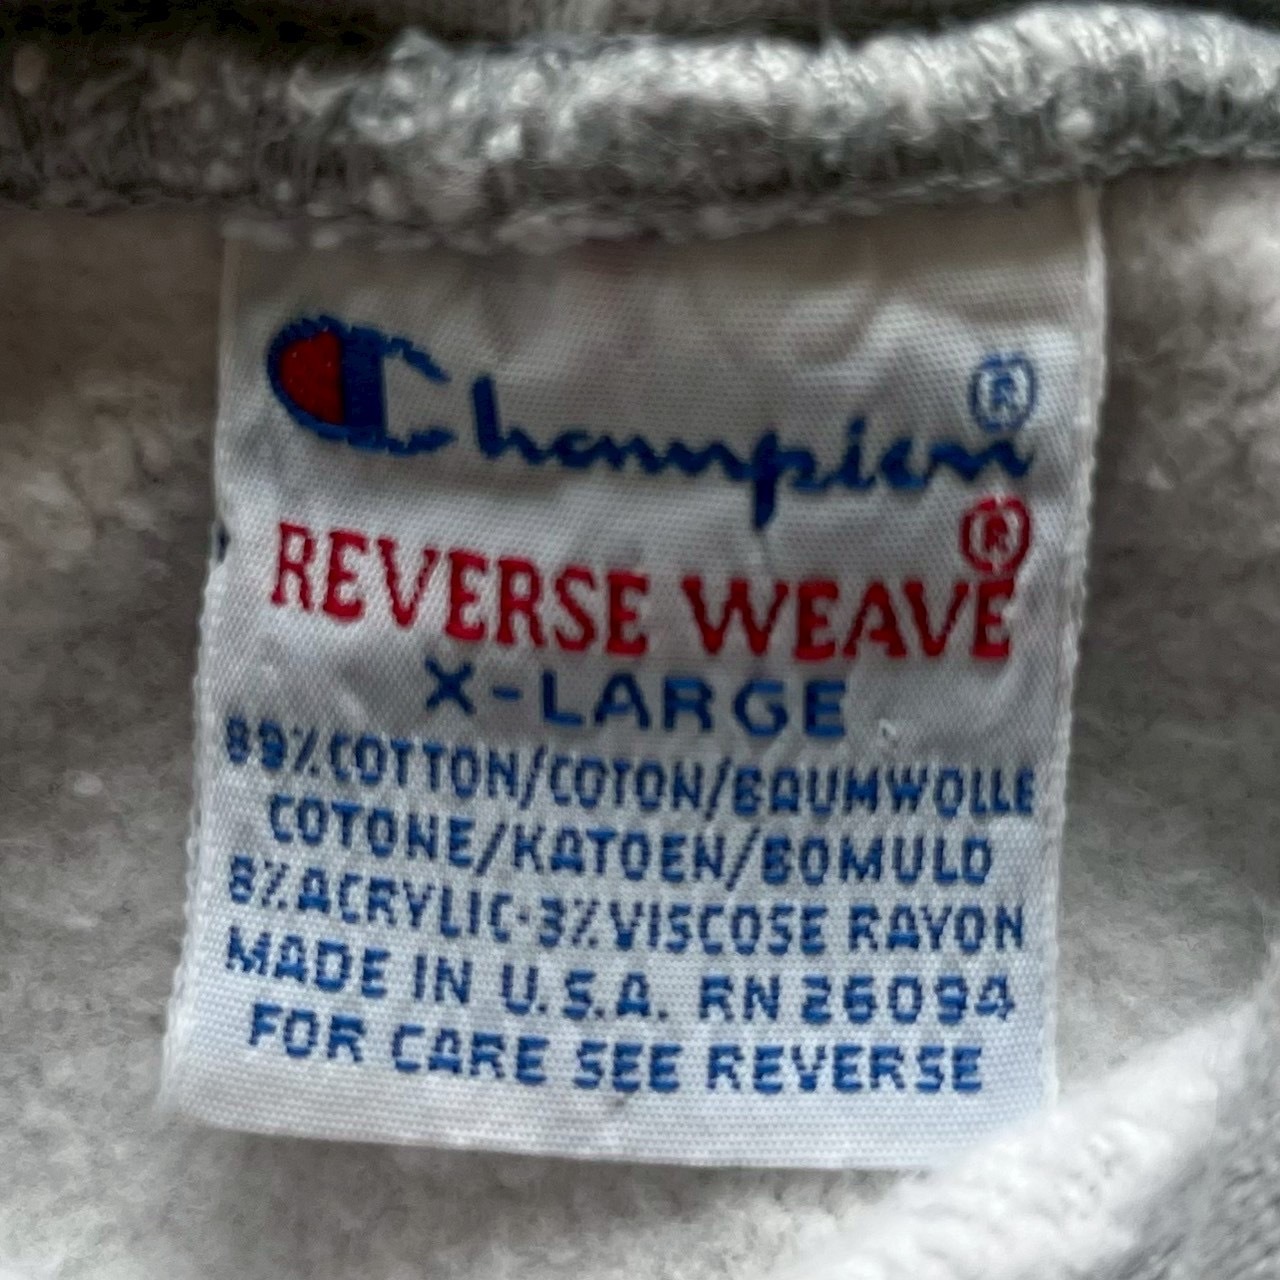 Champion®
REVERSE WEAVE®
X-LARGE
89% COTTON/COTON/BAUMWOLLE
COTONE/KATOEN/BOMULD
8% ACRYLIC·3% VISCOSE RAYON
MADE IN U.S.A. RN 26094
FOR CARE SEE REVERSE